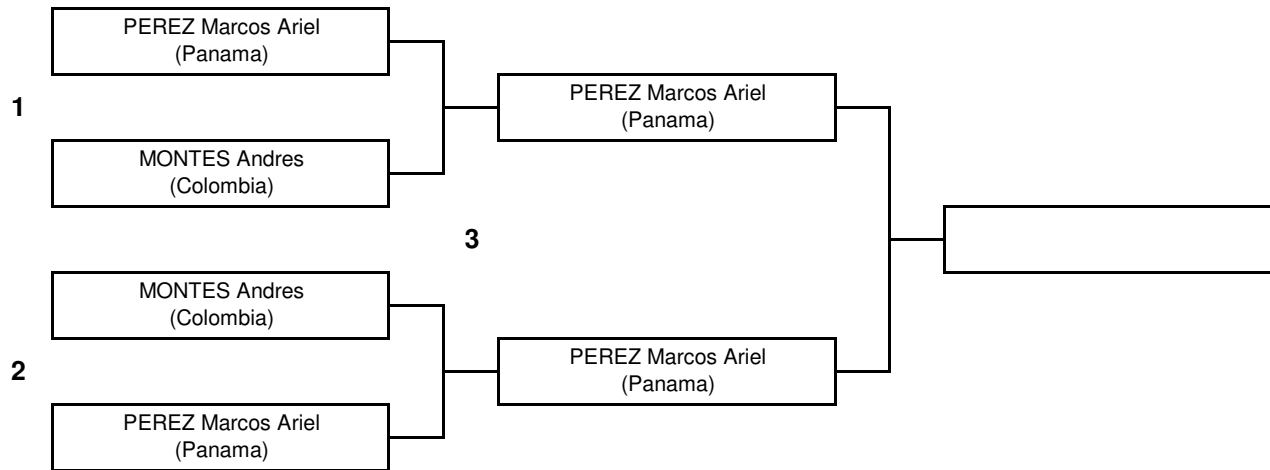 PEREZ Marcos Ariel
(Panama)
1
MONTES Andres
(Colombia)
PEREZ Marcos Ariel
(Panama)
3
MONTES Andres
(Colombia)
2
PEREZ Marcos Ariel
(Panama)
PEREZ Marcos Ariel
(Panama)